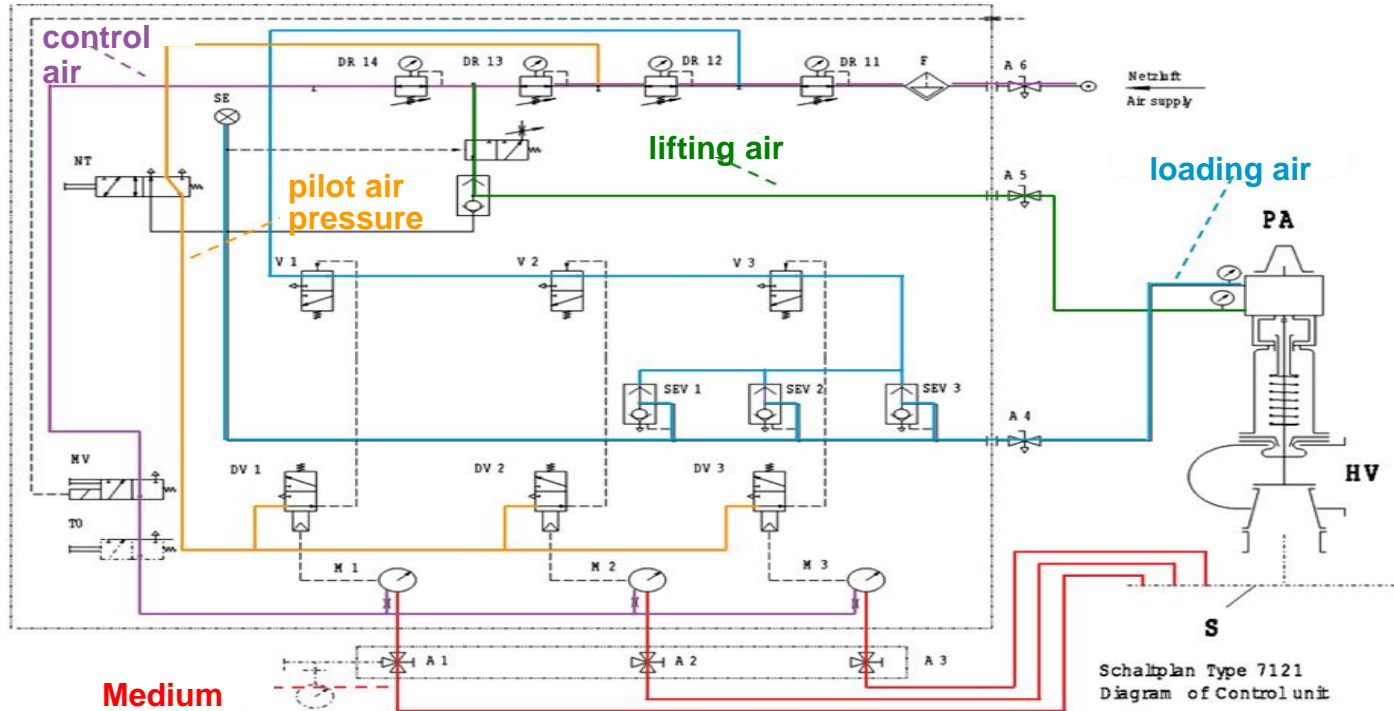 control
air
DR 14
DR 13
DR 12
DR 11
F
A 6
Netzluft
Air supply
SE
NT
lifting air
A 5
loading air
pilot air
pressure
PA
V 1
V 2
V 3
SEV 1
SEV 2
SEV 3
A 4
MV
DV 1
DV 2
DV 3
HV
TO
M 1
M 2
M 3
S
A 1
A 2
A 3
Medium
Schaltplan Type 7121
Diagram of Control unit